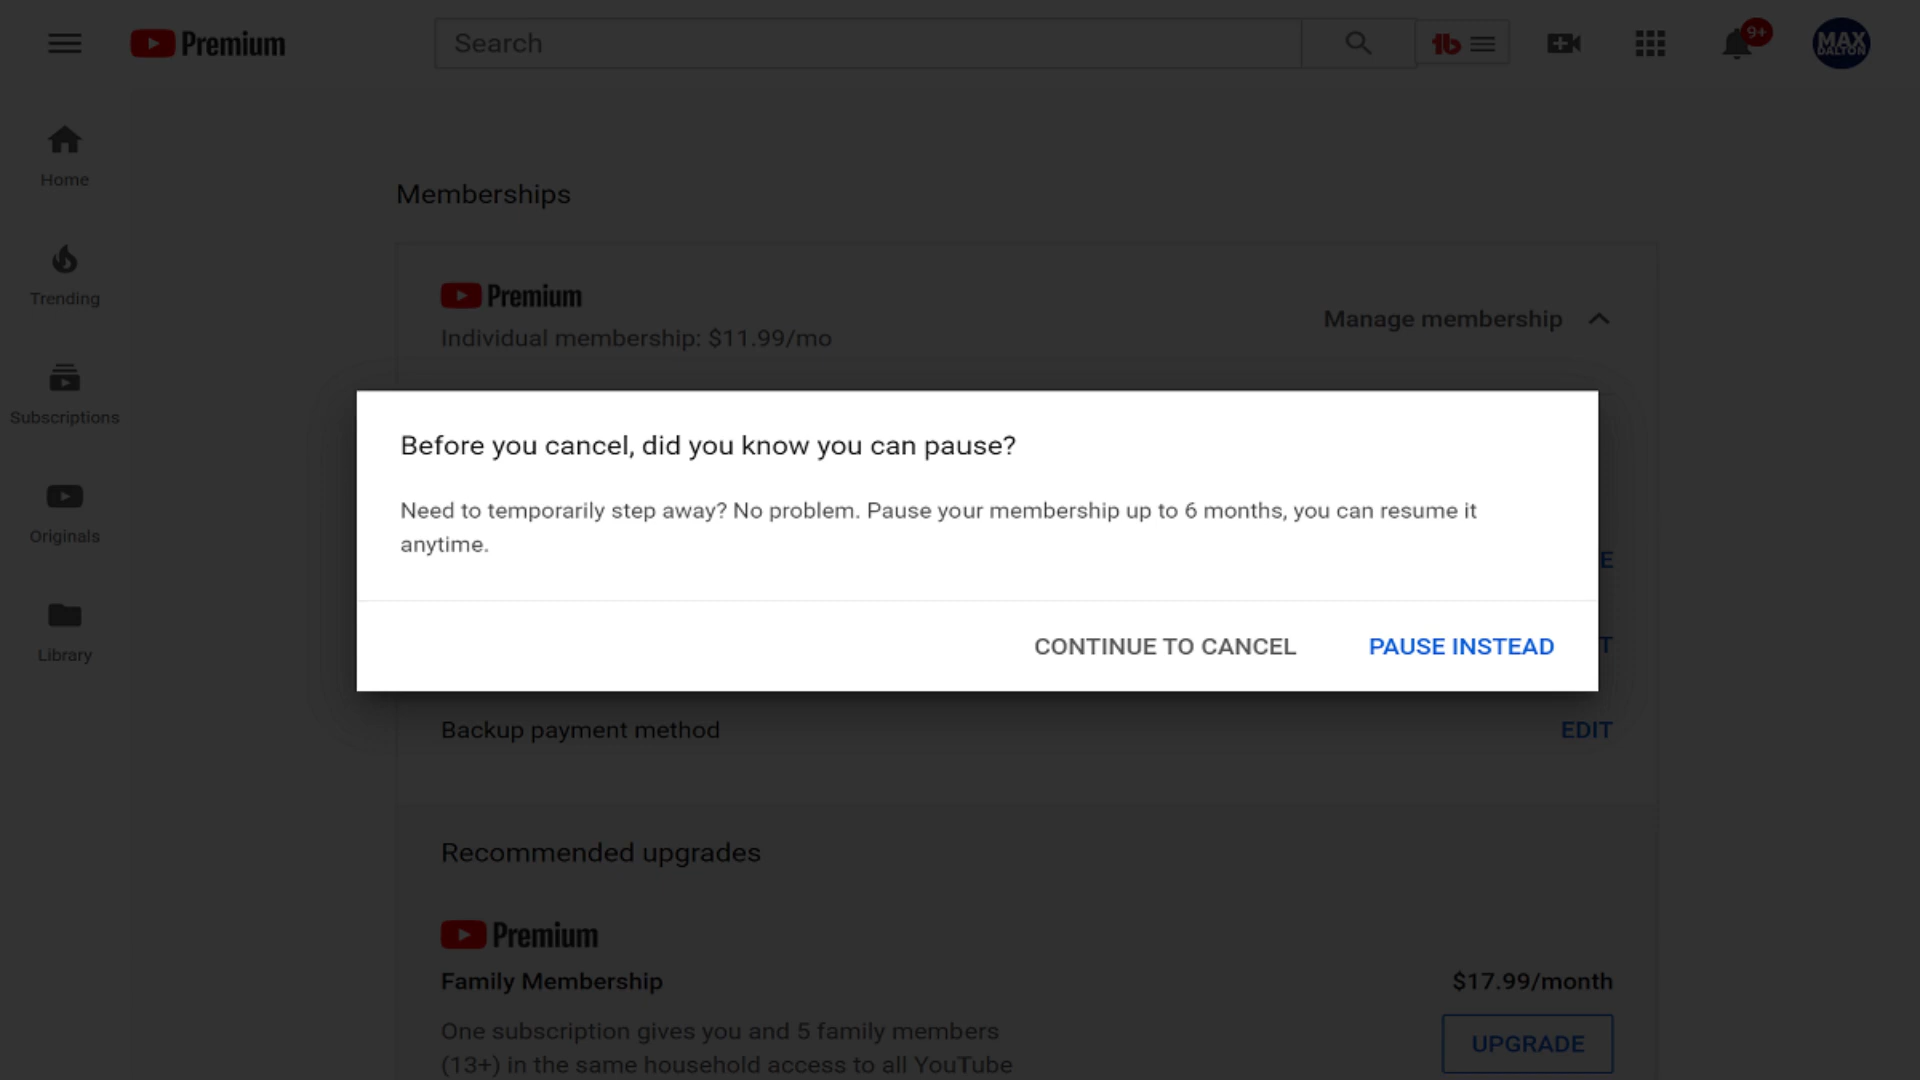 Premium
Search
9+
MAX
DALTON
Home
Trending
Subscriptions
Originals
Library
Memberships
Premium
Individual membership: $11.99/mo
Manage membership
Before you cancel, did you know you can pause?
Need to temporarily step away? No problem. Pause your membership up to 6 months, you can resume it
anytime.
E
T
CONTINUE TO CANCEL PAUSE INSTEAD
Backup payment method EDIT
Recommended upgrades
Premium
Family Membership $17.99/month
One subscription gives you and 5 family members
(13+) in the same household access to all YouTube
UPGRADE